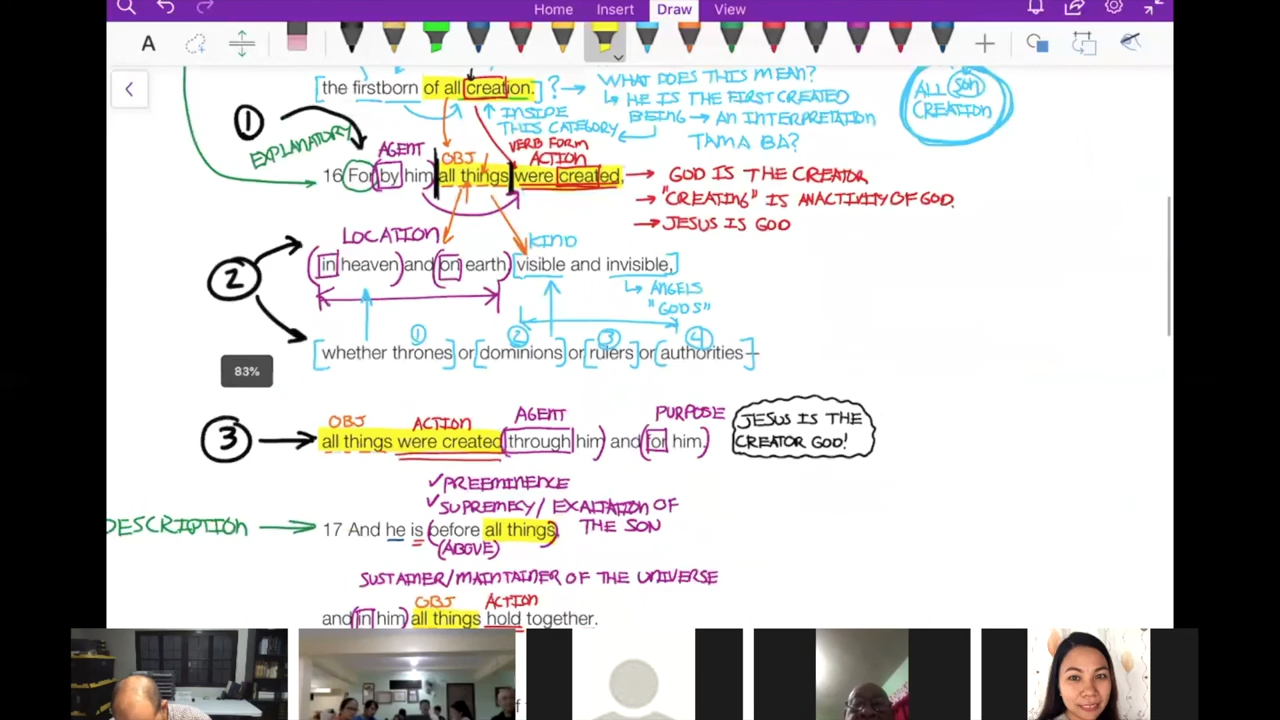 Home Insert Draw View
A
[the firstborn of all creation.]? → WHAT DOES THIS MEAN?
↳ HE IS THE FIRST CREATED
BEING → AN INTERPRETATION
TAMA BA?
INSIDE
THIS CATEGORY
ALL son
CREATION
1
EXPLANATORY
AGENT
OBJ
VERB FORM
ACTION
16 For (by him) all things were created,
→ GOD IS THE CREATOR
→ "CREATING" IS AN ACTIVITY OF GOD.
→ JESUS IS GOD
2
LOCATION
KIND
(in heaven) and (on earth) [visible and invisible,]
↳ ANGELS
"GODS"
1 2 3 4
[whether thrones] or [dominions] or [rulers] or [authorities]—
83%
3
OBJ ACTION AGENT PURPOSE
all things were created (through him) and (for him.)
JESUS IS THE
CREATOR GOD!
✓PREEMINENCE
✓SUPREMECY/ EXALTATION OF
THE SON
DESCRIPTION →
17 And he is (before all things),
(ABOVE)
SUSTAINER/MAINTAINER OF THE UNIVERSE
OBJ ACTION
and (in him) all things hold together.